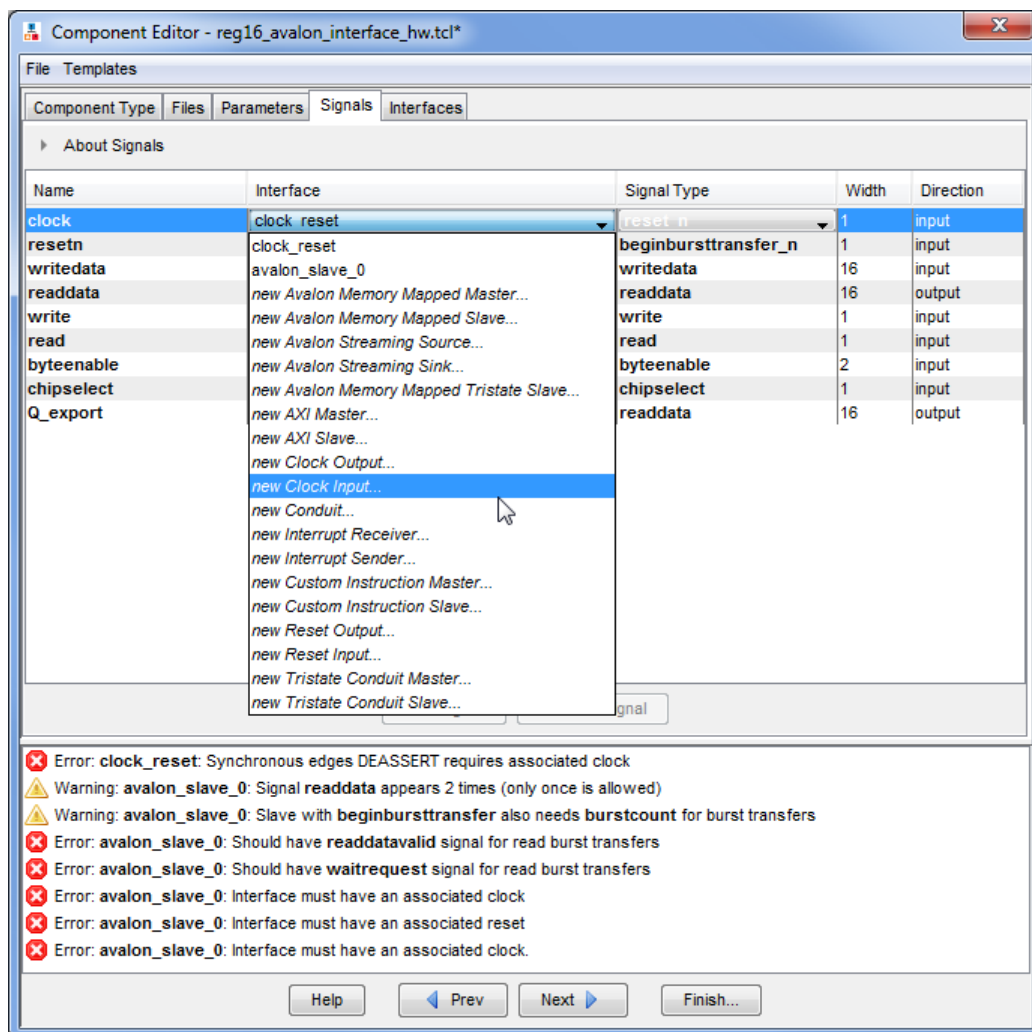 Component Editor - reg16_avalon_interface_hw.tcl*
File Templates
Component Type Files Parameters Signals Interfaces
About Signals
Name Interface Signal Type Width Direction
clock clock_reset reset_n 1 input
resetn clock_reset beginbursttransfer_n 1 input
writedata avalon_slave_0 writedata 16 input
readdata new Avalon Memory Mapped Master... readdata 16 output
write new Avalon Memory Mapped Slave... write 1 input
read new Avalon Streaming Source... read 1 input
byteenable new Avalon Streaming Sink... byteenable 2 input
chipselect new Avalon Memory Mapped Tristate Slave... chipselect 1 input
Q_export new AXI Master... readdata 16 output
new AXI Slave...
new Clock Output...
new Clock Input...
new Conduit...
new Interrupt Receiver...
new Interrupt Sender...
new Custom Instruction Master...
new Custom Instruction Slave...
new Reset Output...
new Reset Input...
new Tristate Conduit Master...
new Tristate Conduit Slave...
Error: clock_reset: Synchronous edges DEASSERT requires associated clock
Warning: avalon_slave_0: Signal readdata appears 2 times (only once is allowed)
Warning: avalon_slave_0: Slave with beginbursttransfer also needs burstcount for burst transfers
Error: avalon_slave_0: Should have readdatavalid signal for read burst transfers
Error: avalon_slave_0: Should have waitrequest signal for read burst transfers
Error: avalon_slave_0: Interface must have an associated clock
Error: avalon_slave_0: Interface must have an associated reset
Error: avalon_slave_0: Interface must have an associated clock.
Help Prev Next Finish...